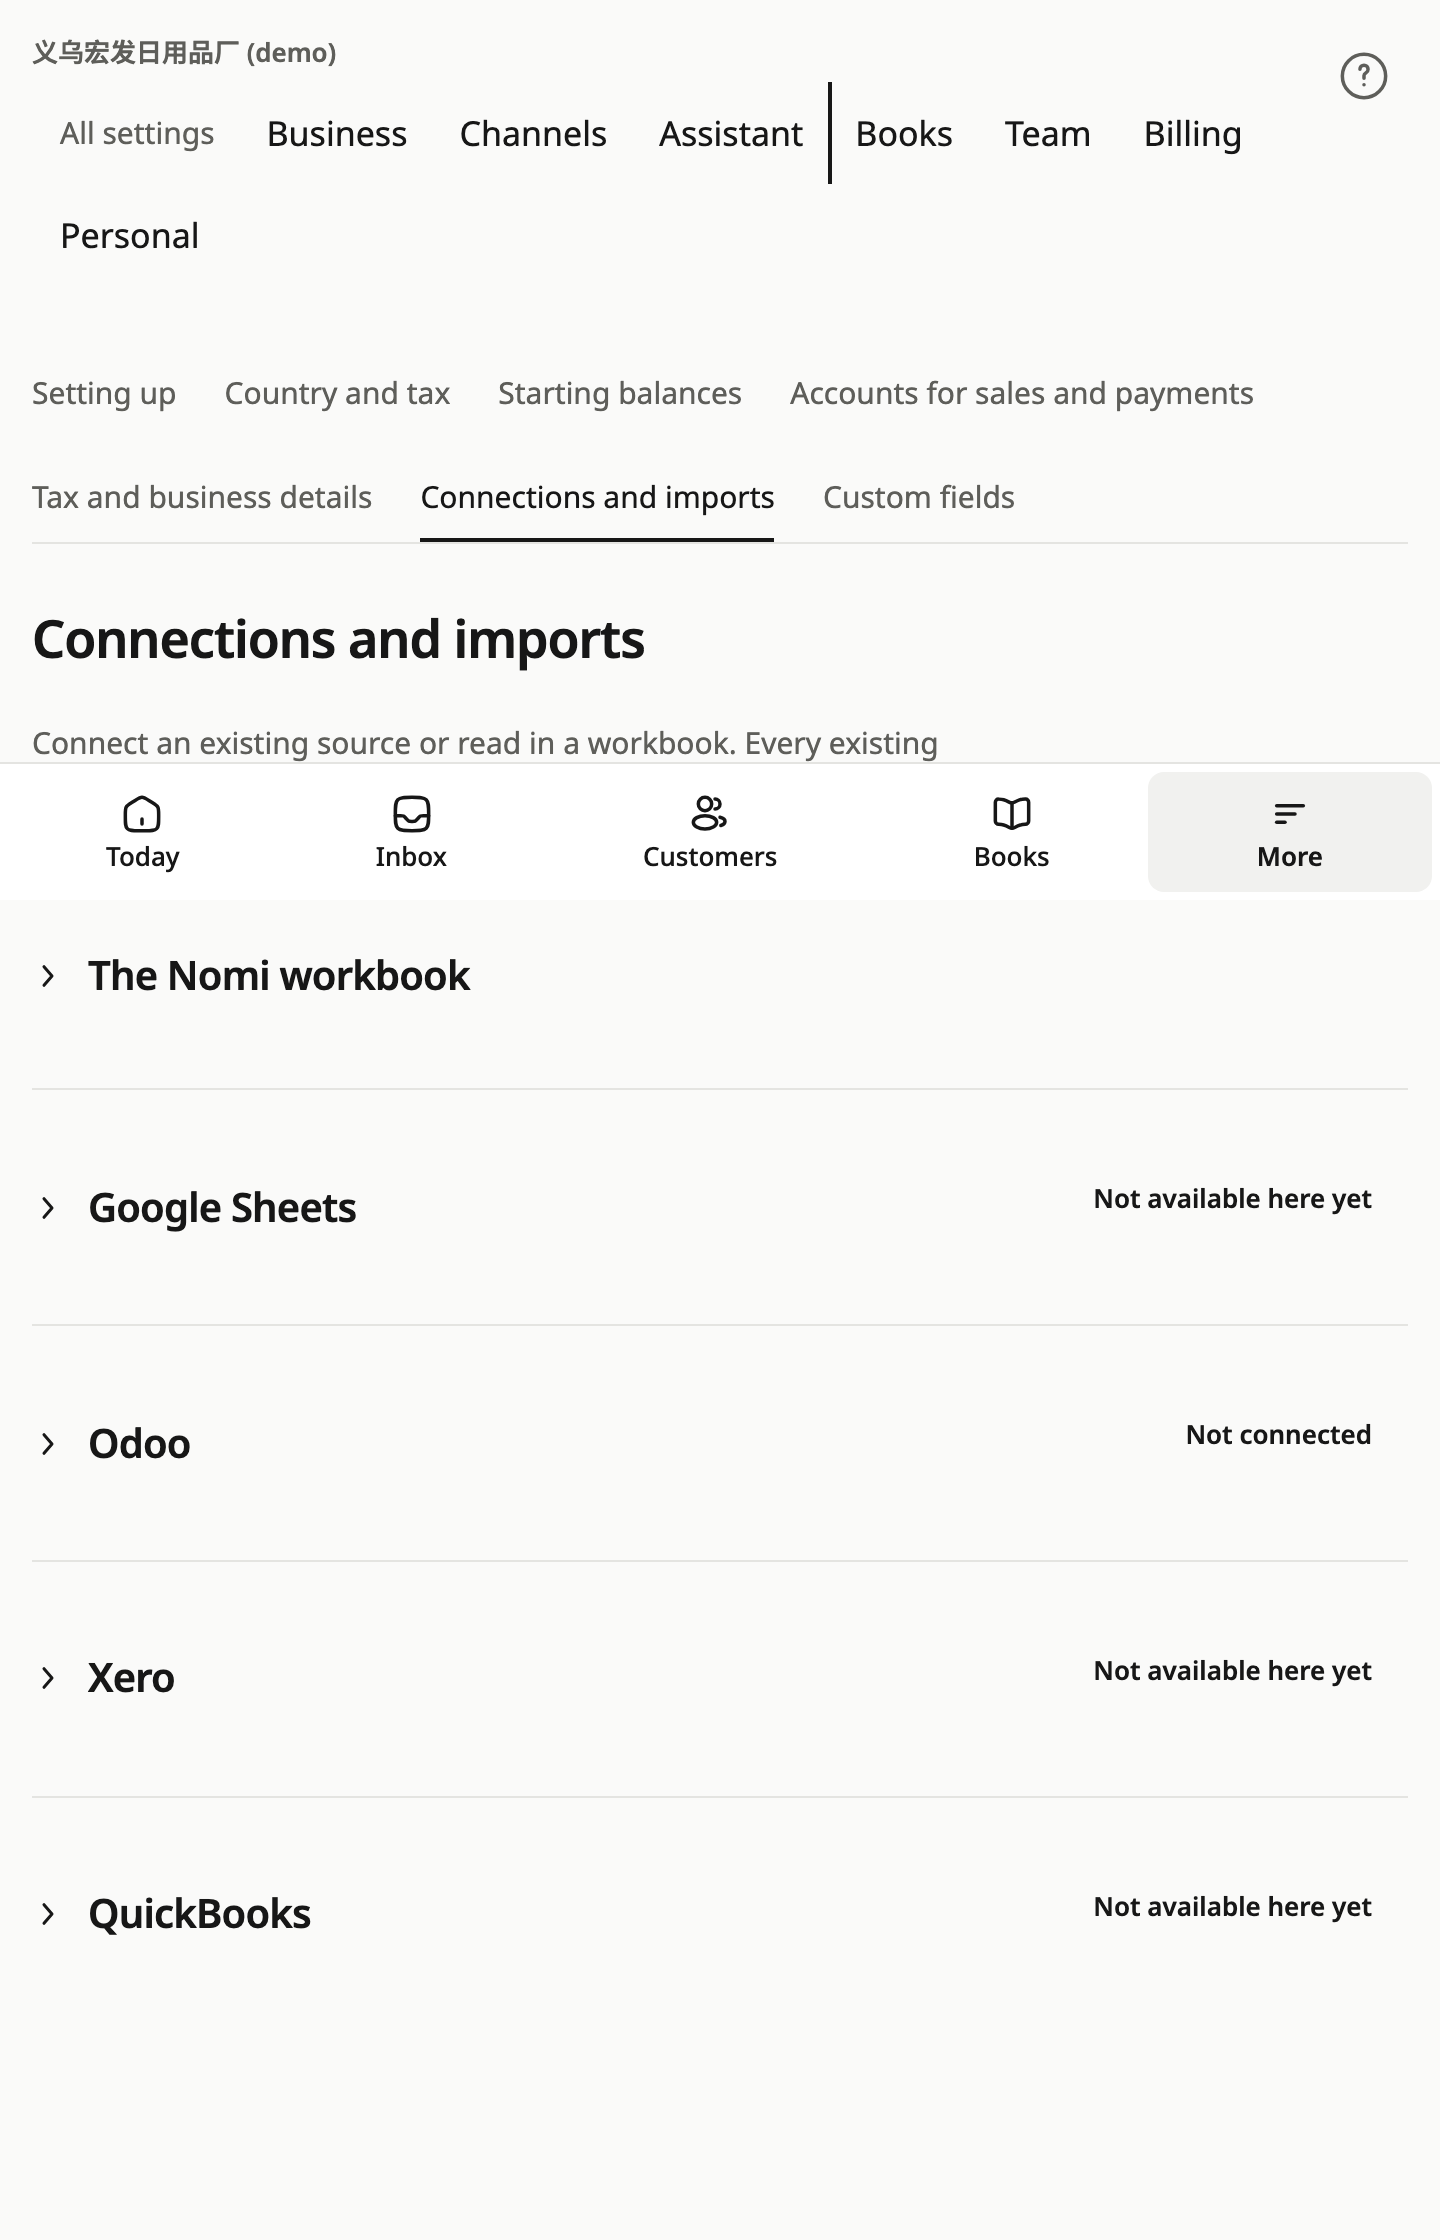 义乌宏发日用品厂 (demo)
All settings Business Channels Assistant Books Team Billing
Personal
Setting up Country and tax Starting balances Accounts for sales and payments
Tax and business details Connections and imports Custom fields
Connections and imports
Connect an existing source or read in a workbook. Every existing
Today Inbox Customers Books More
The Nomi workbook
Google Sheets Not available here yet
Odoo Not connected
Xero Not available here yet
QuickBooks Not available here yet